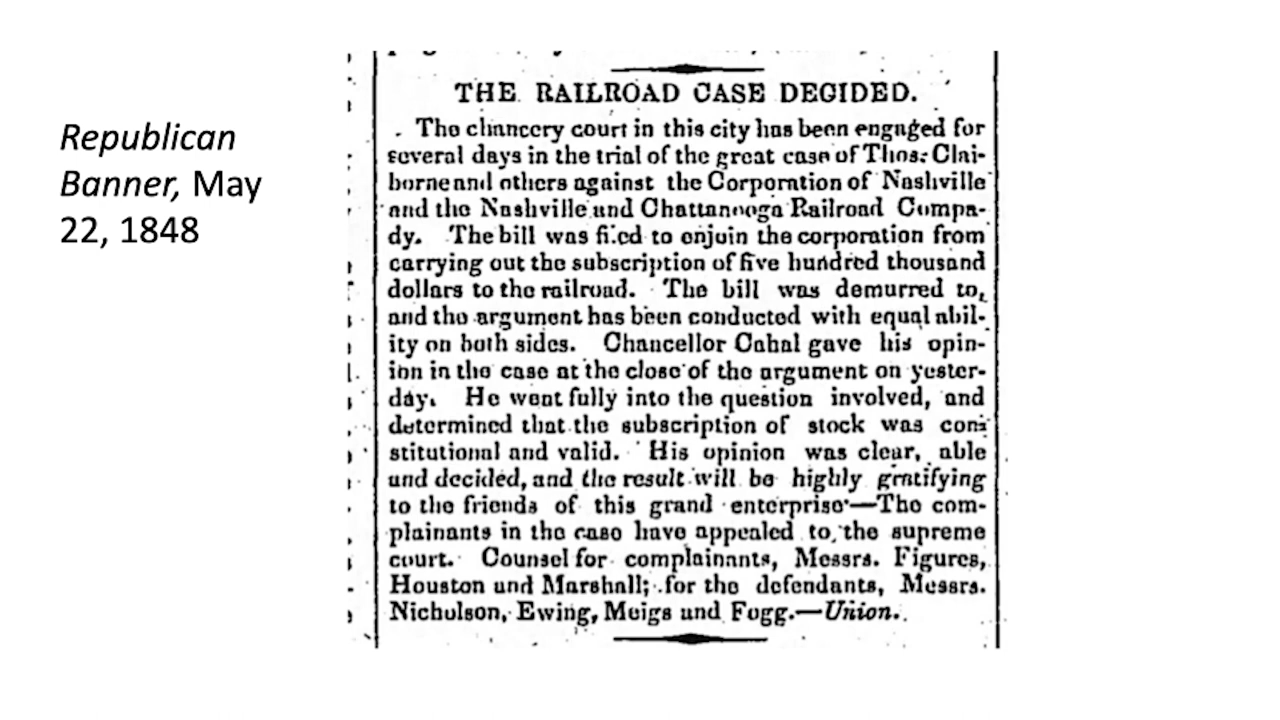 Republican
Banner, May
22, 1848
THE RAILROAD CASE DECIDED.
The chancery court in this city has been engaged for
several days in the trial of the great case of Thos. Clai-
borne and others against the Corporation of Nashville
and the Nashville and Chattanooga Railroad Compa-
dy. The bill was filed to enjoin the corporation from
carrying out the subscription of five hundred thousand
dollars to the railroad. The bill was demurred to,
and the argument has been conducted with equal abil-
ity on both sides. Chancellor Cahal gave his opin-
ion in the case at the close of the argument on yester-
day. He went fully into the question involved, and
determined that the subscription of stock was con-
stitutional and valid. His opinion was clear, able
and decided, and the result will be highly gratifying
to the friends of this grand enterprise—The com-
plainants in the case have appealed to the supreme
court. Counsel for complainants, Messrs. Figures,
Houston and Marshall; for the defendants, Messrs.
Nicholson, Ewing, Meigs and Fogg.—Union.